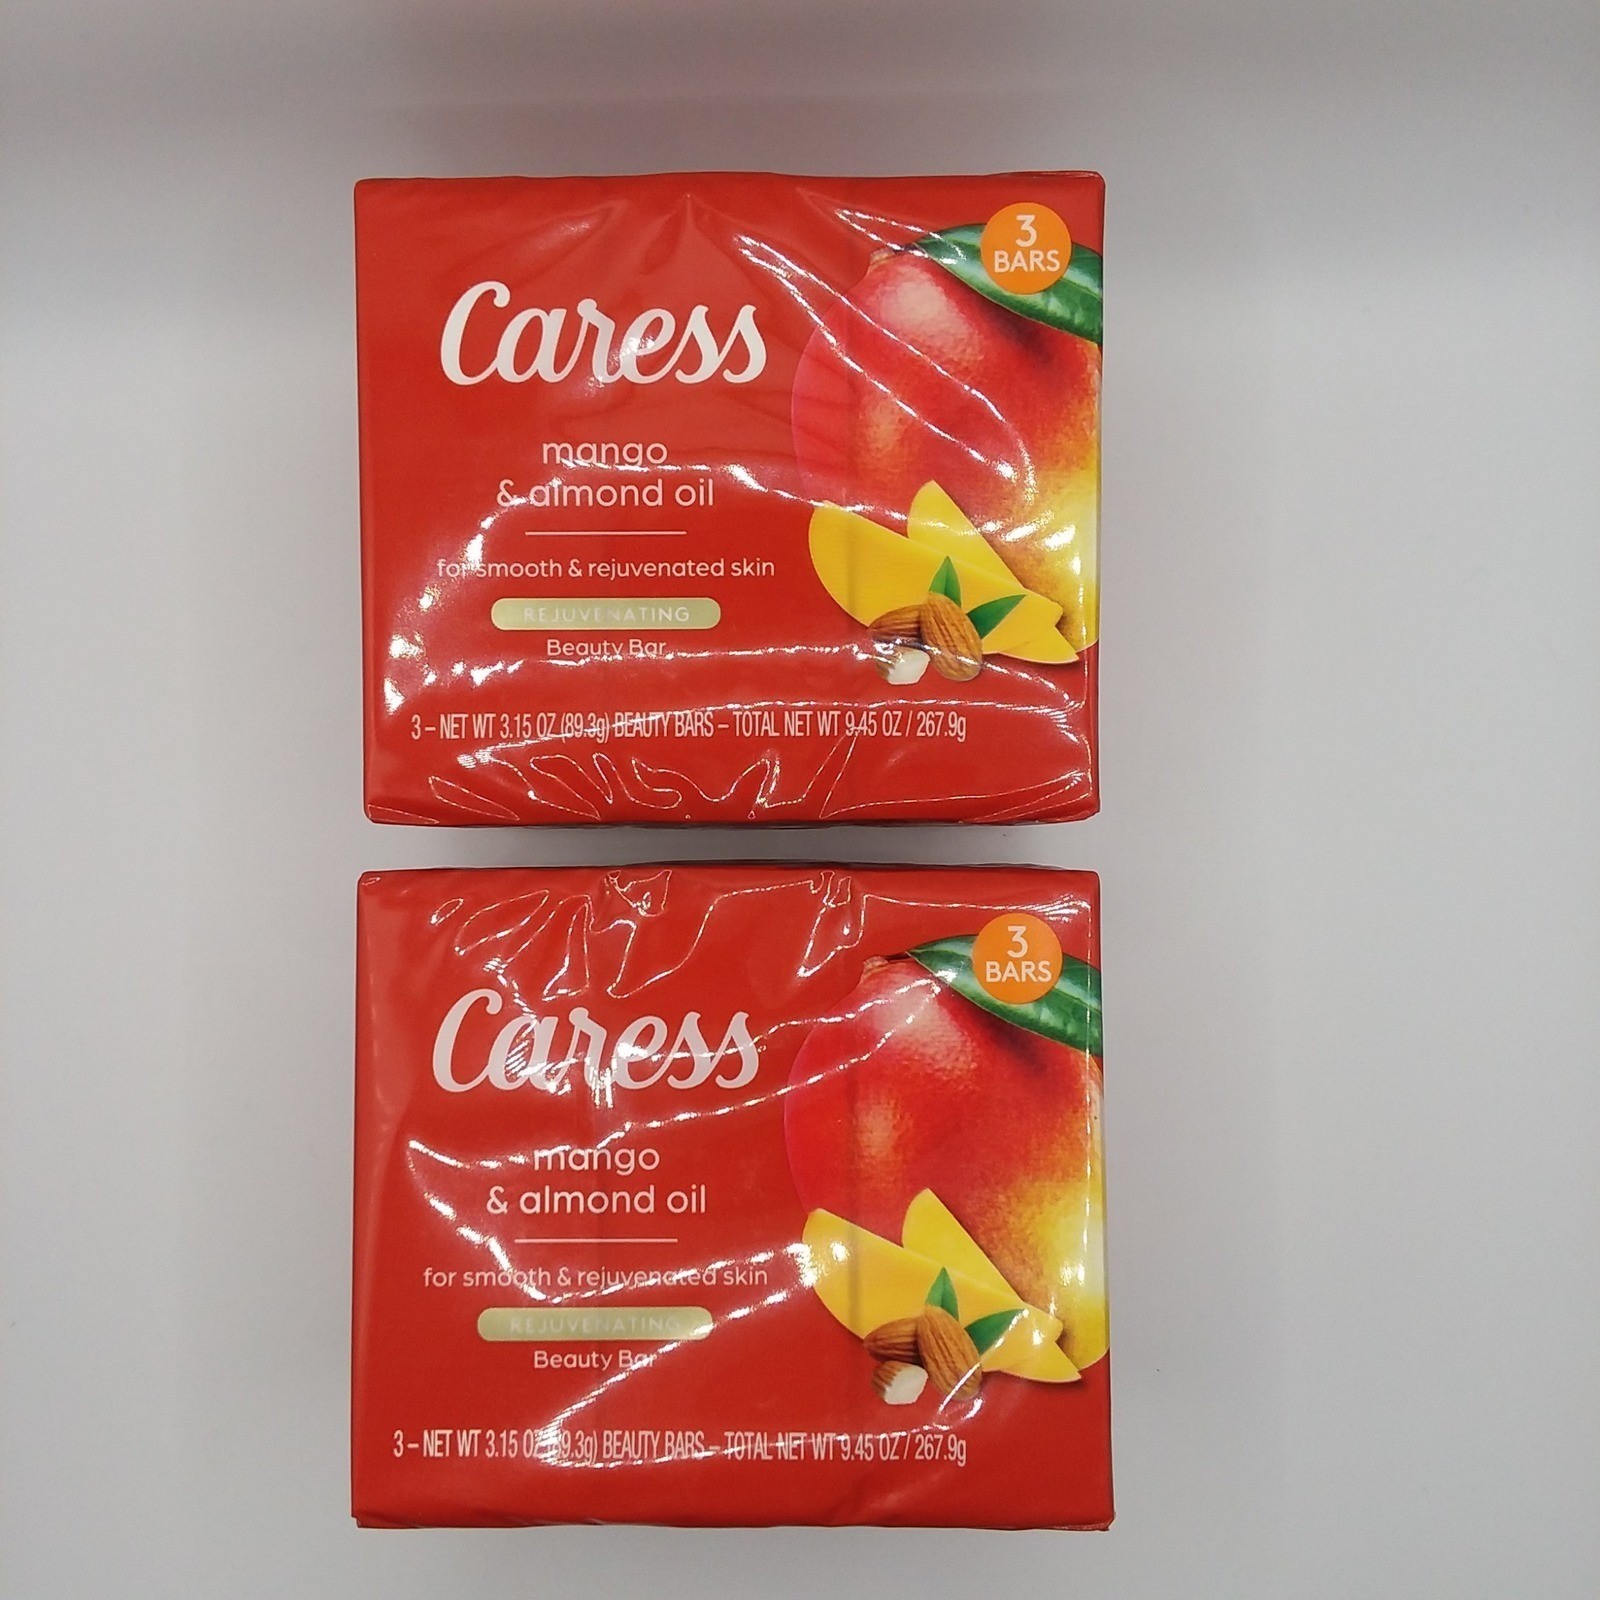 3
BARS
Caress
mango
& almond oil
for smooth & rejuvenated skin
REJUVENATING
Beauty Bar
3 – NET WT 3.15 OZ (89.3g) BEAUTY BARS – TOTAL NET WT 9.45 OZ / 267.9g
3
BARS
Caress
mango
& almond oil
for smooth & rejuvenated skin
REJUVENATING
Beauty Bar
3 – NET WT 3.15 OZ (89.3g) BEAUTY BARS – TOTAL NET WT 9.45 OZ / 267.9g